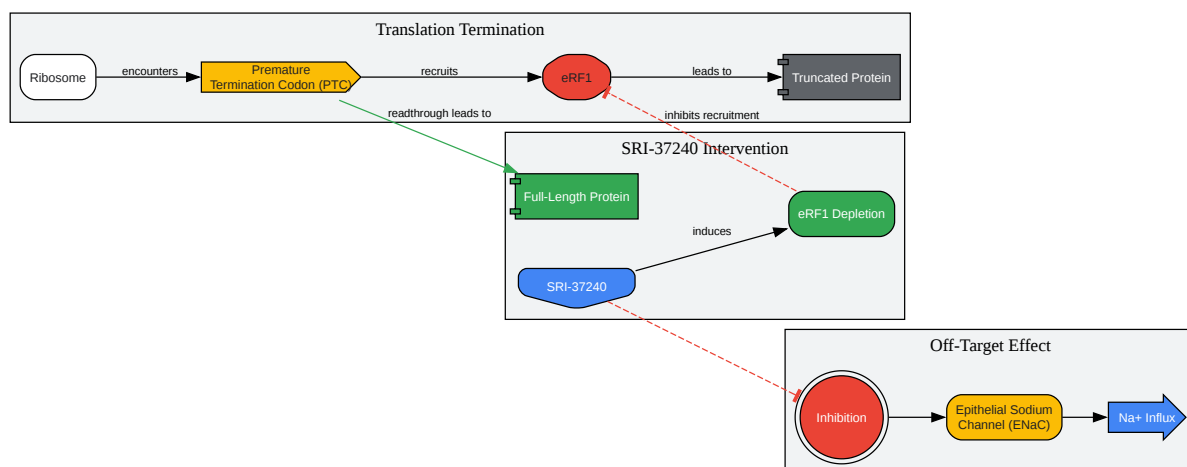 Translation Termination
Ribosome
encounters
Premature
Termination Codon (PTC)
recruits
eRF1
leads to
Truncated Protein
readthrough leads to
inhibits recruitment
SRI-37240 Intervention
Full-Length Protein
eRF1 Depletion
induces
SRI-37240
Off-Target Effect
Inhibition
Epithelial Sodium
Channel (ENaC)
Na+ Influx